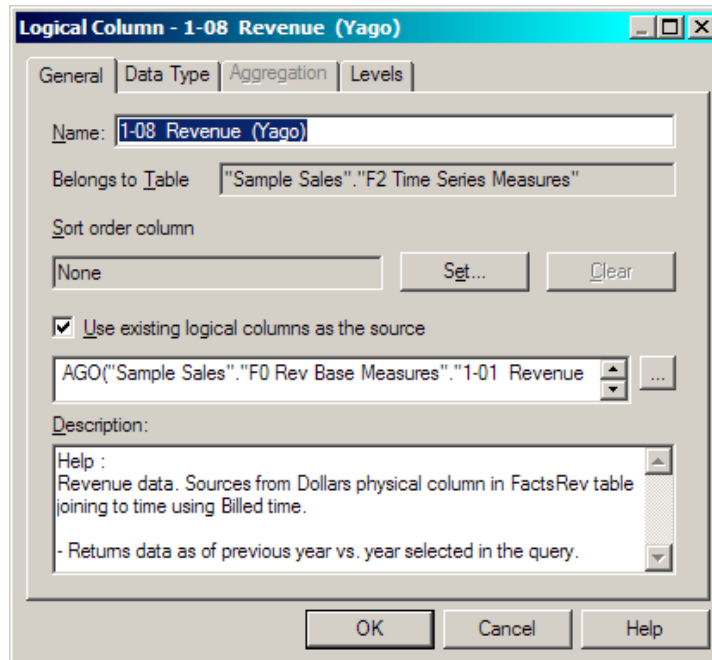 Logical Column - 1-08  Revenue  (Yago)
General Data Type Aggregation Levels
Name: 1-08  Revenue  (Yago)
Belongs to Table "Sample Sales"."F2 Time Series Measures"
Sort order column
None Set... Clear
Use existing logical columns as the source
AGO("Sample Sales"."F0 Rev Base Measures"."1-01  Revenue ...
Description:
Help :
Revenue data. Sources from Dollars physical column in FactsRev table
joining to time using Billed time.
- Returns data as of previous year vs. year selected in the query.
OK Cancel Help